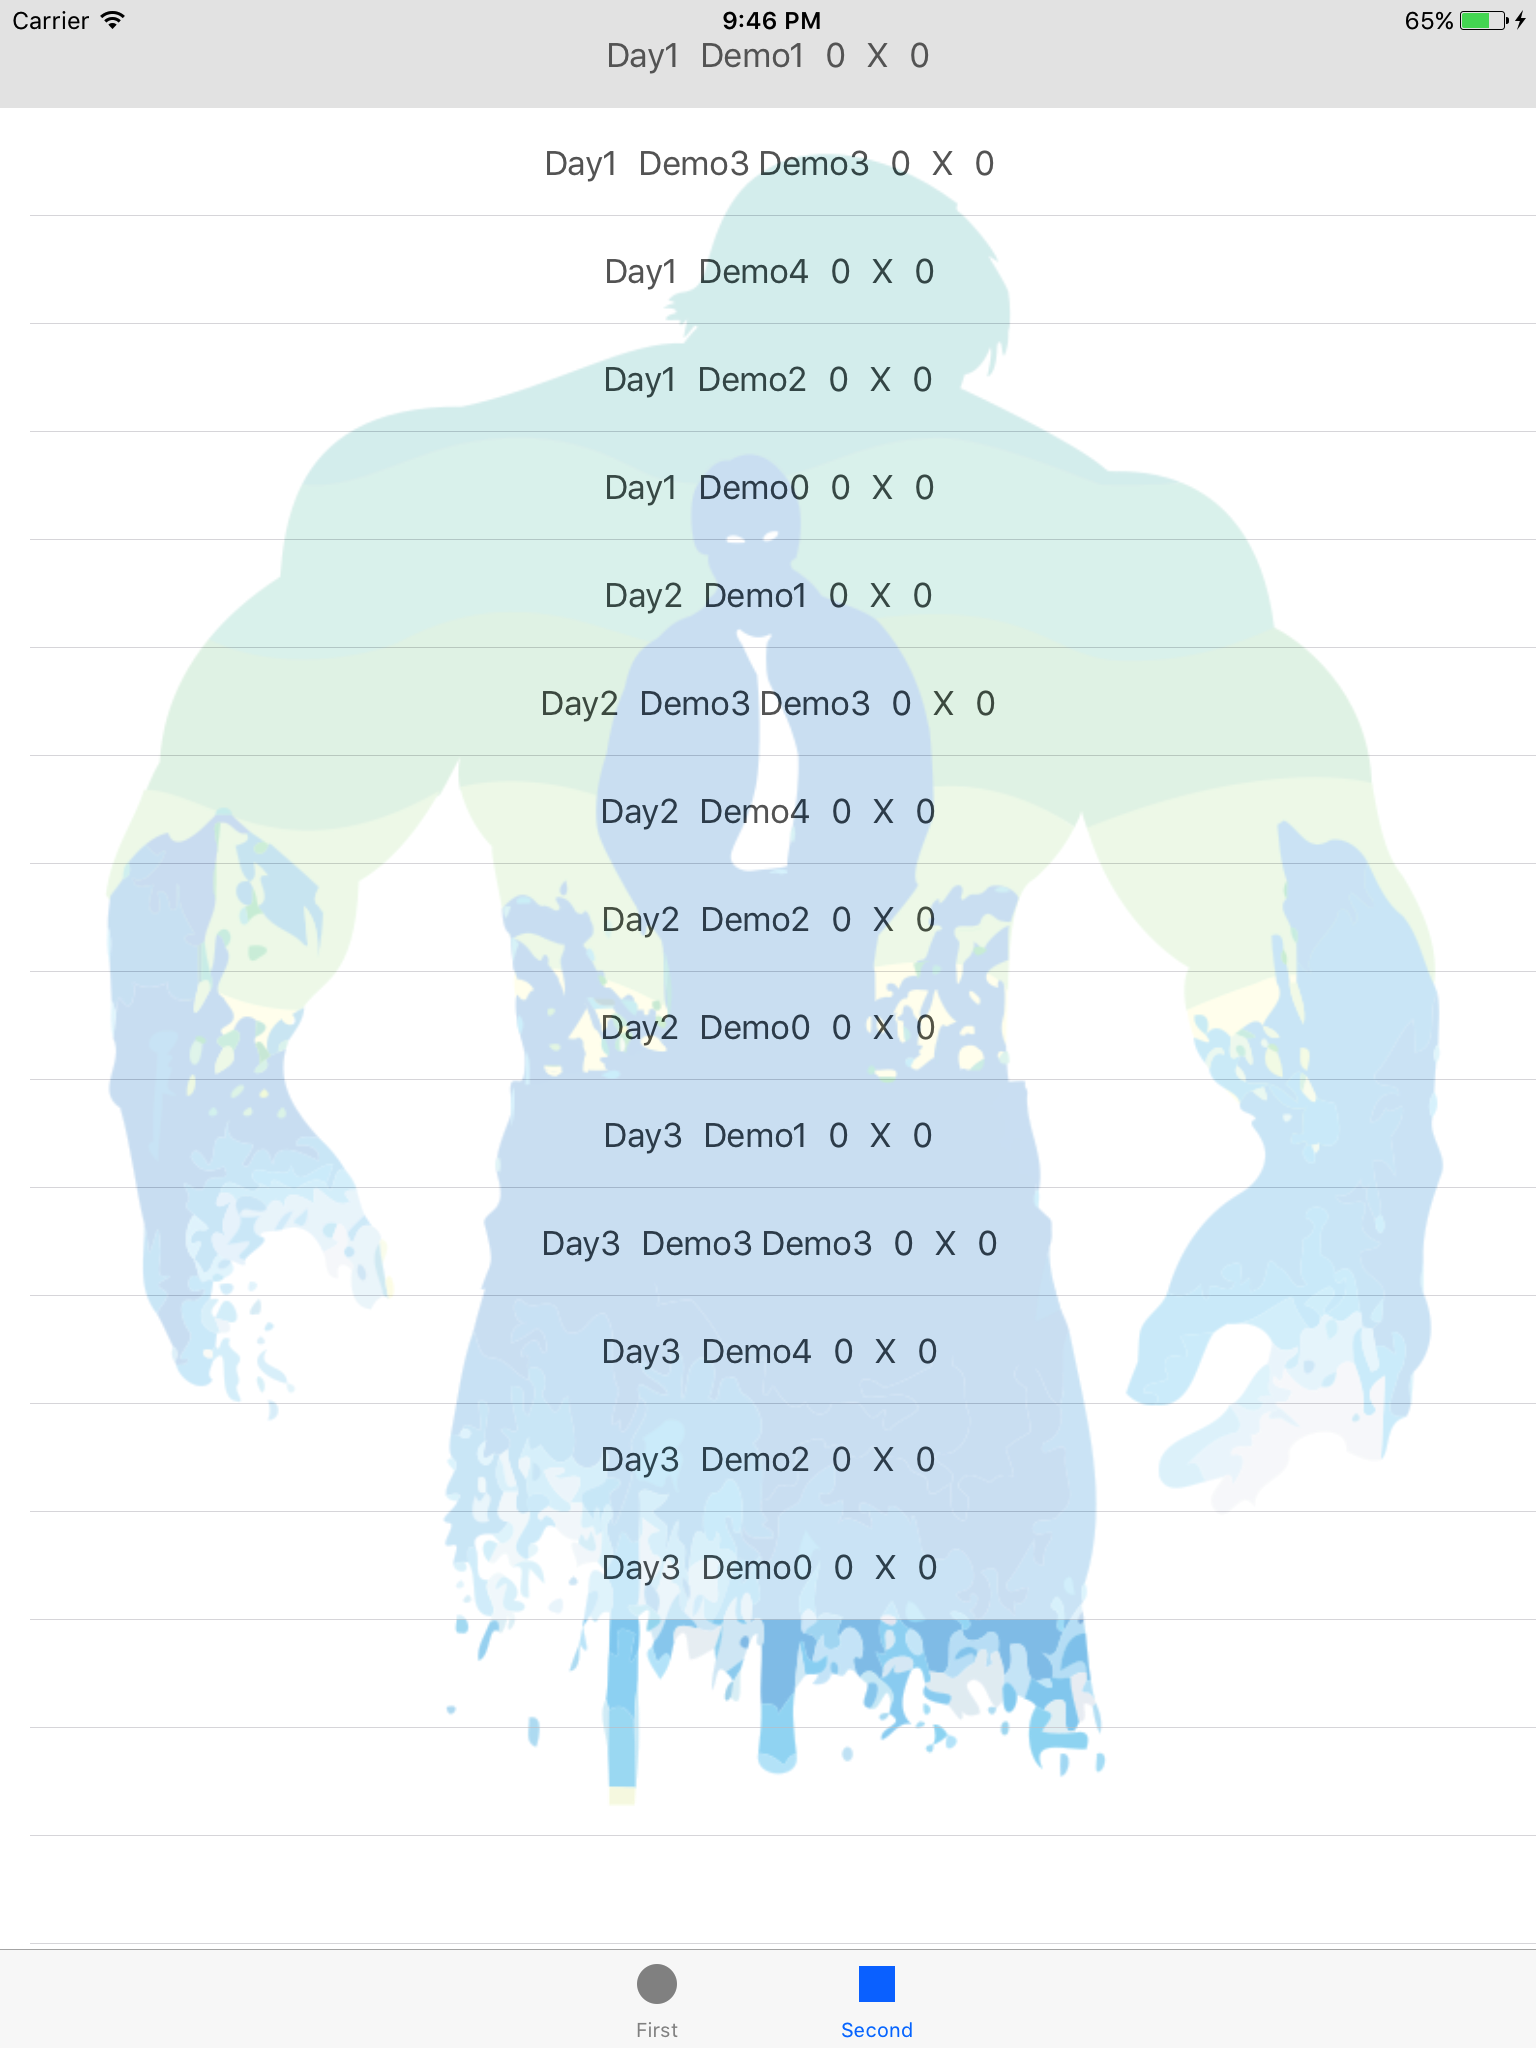 Carrier 9:46 PM 65%
Day1 Demo1 0 X 0
Day1 Demo3 Demo3 0 X 0
Day1 Demo4 0 X 0
Day1 Demo2 0 X 0
Day1 Demo0 0 X 0
Day2 Demo1 0 X 0
Day2 Demo3 Demo3 0 X 0
Day2 Demo4 0 X 0
Day2 Demo2 0 X 0
Day2 Demo0 0 X 0
Day3 Demo1 0 X 0
Day3 Demo3 Demo3 0 X 0
Day3 Demo4 0 X 0
Day3 Demo2 0 X 0
Day3 Demo0 0 X 0
First Second